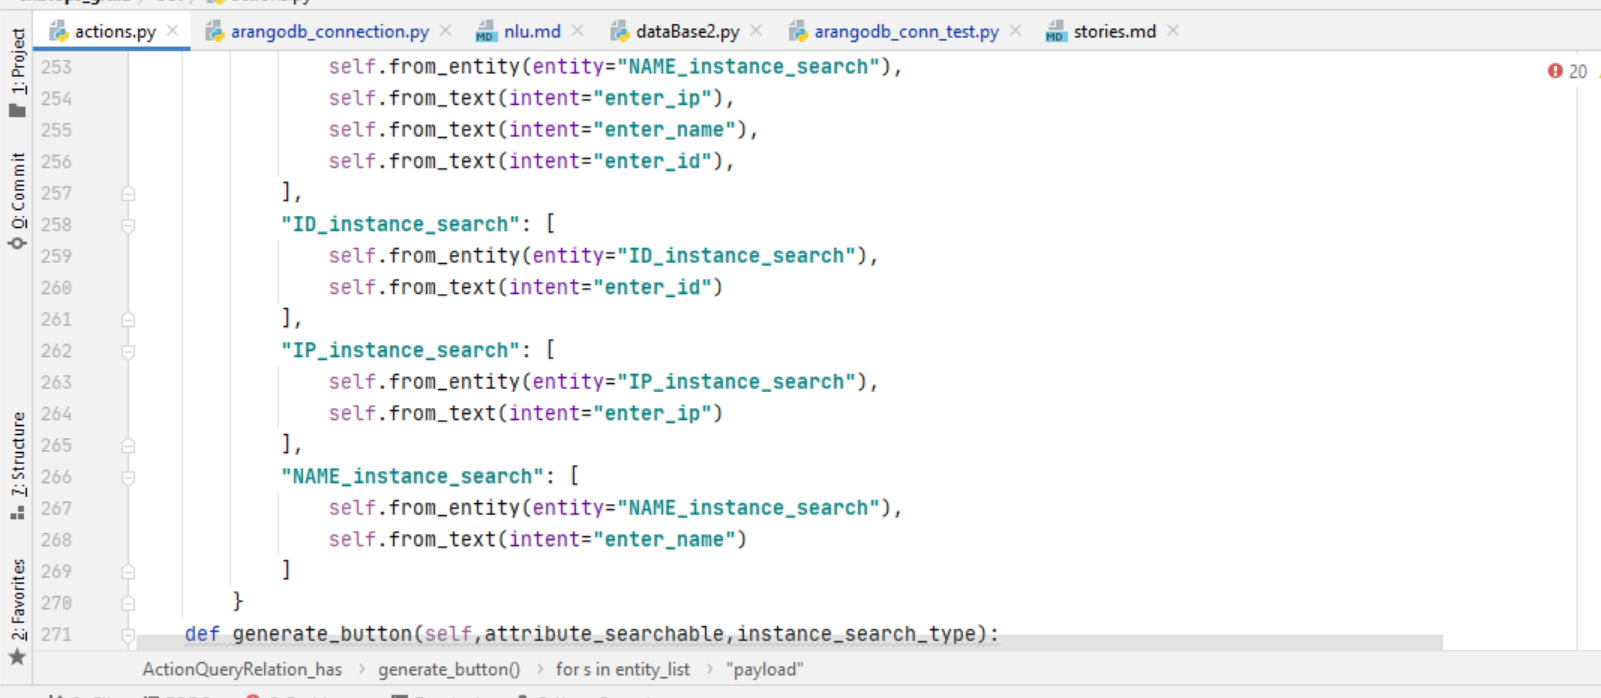 actions.py × arangodb_connection.py × nlu.md × dataBase2.py × arangodb_conn_test.py × stories.md ×
1: Project
0: Commit
7: Structure
2: Favorites
20
253 self.from_entity(entity="NAME_instance_search"),
254 self.from_text(intent="enter_ip"),
255 self.from_text(intent="enter_name"),
256 self.from_text(intent="enter_id"),
257 ],
258 "ID_instance_search": [
259 self.from_entity(entity="ID_instance_search"),
260 self.from_text(intent="enter_id")
261 ],
262 "IP_instance_search": [
263 self.from_entity(entity="IP_instance_search"),
264 self.from_text(intent="enter_ip")
265 ],
266 "NAME_instance_search": [
267 self.from_entity(entity="NAME_instance_search"),
268 self.from_text(intent="enter_name")
269 ]
270 }
271 def generate_button(self,attribute_searchable,instance_search_type):
ActionQueryRelation_has › generate_button() › for s in entity_list › "payload"